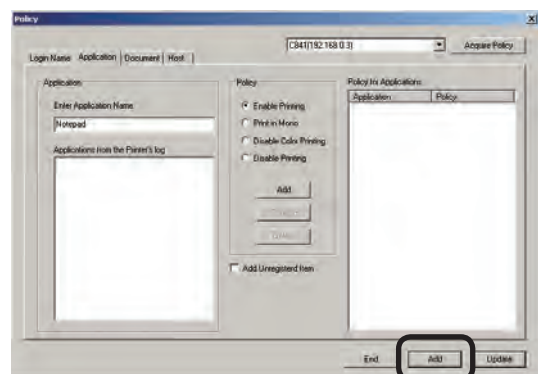 Policy
C841(192.168.0.3)
Acquire Policy
Login Name Application Document Host
Application
Enter Application Name
Notepad
Applications from the Printer's log
Policy
Enable Printing
Print in Mono
Disable Color Printing
Disable Printing
Add
Add Unregisterd Item
Policy for Applications
Application Policy
End Add Update